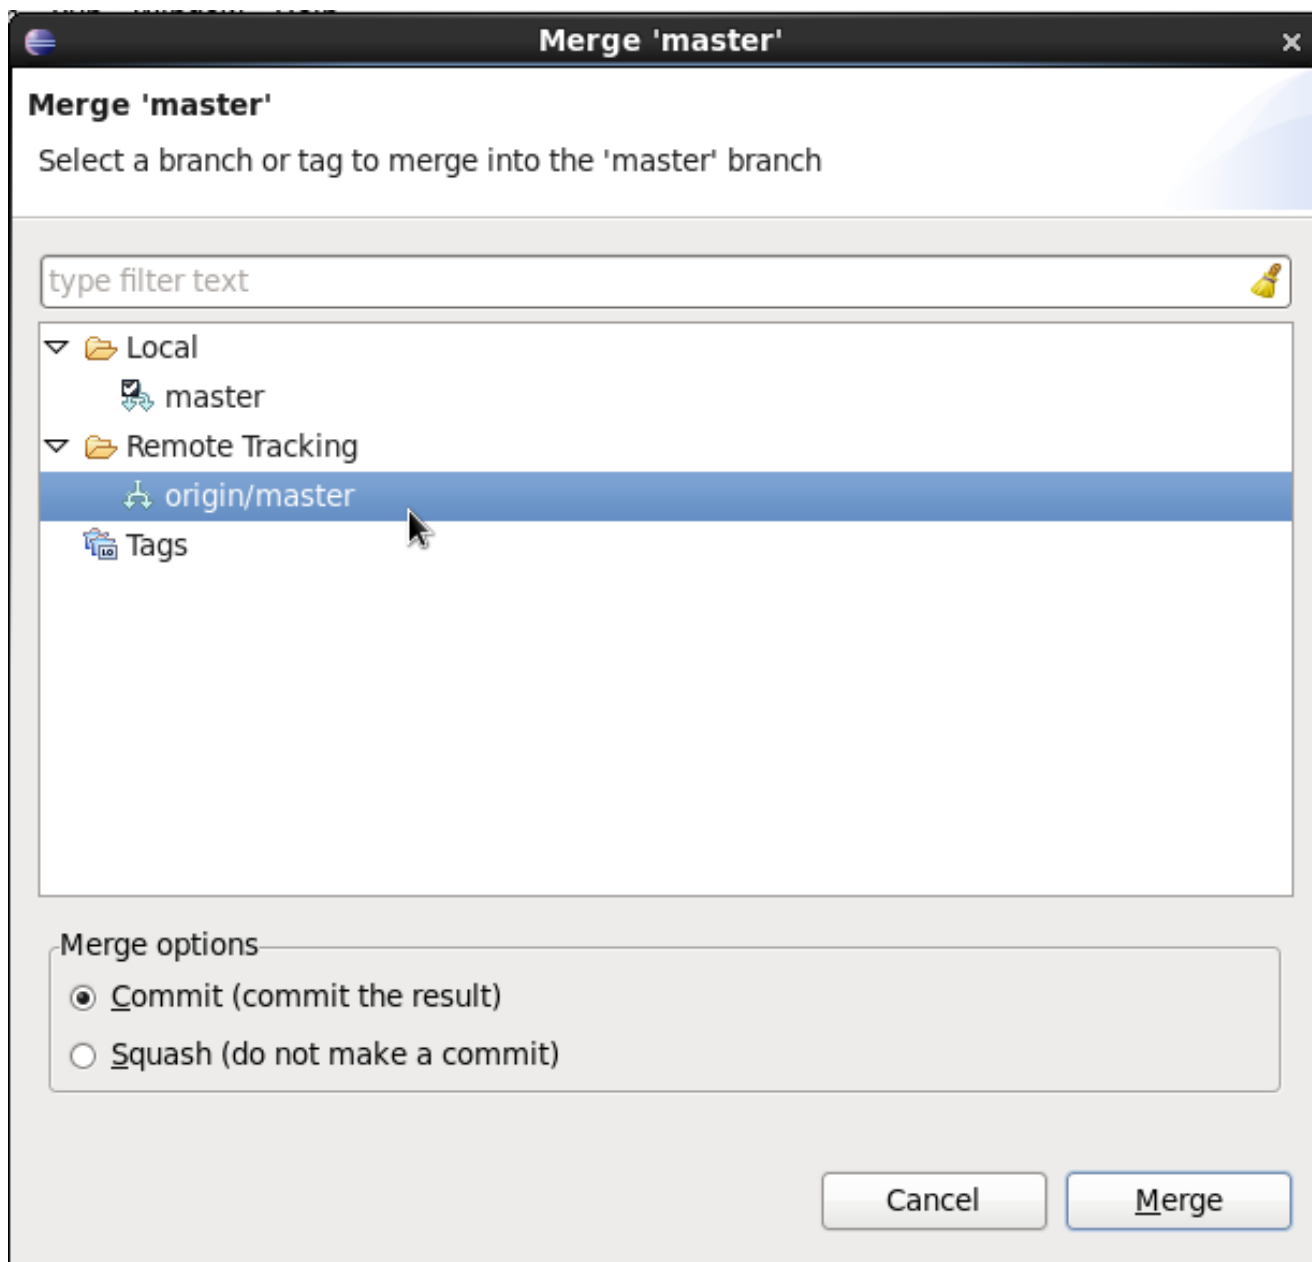 Merge 'master'
Merge 'master'
Select a branch or tag to merge into the 'master' branch
type filter text
Local
master
Remote Tracking
origin/master
Tags
Merge options
Commit (commit the result)
Squash (do not make a commit)
Cancel
Merge